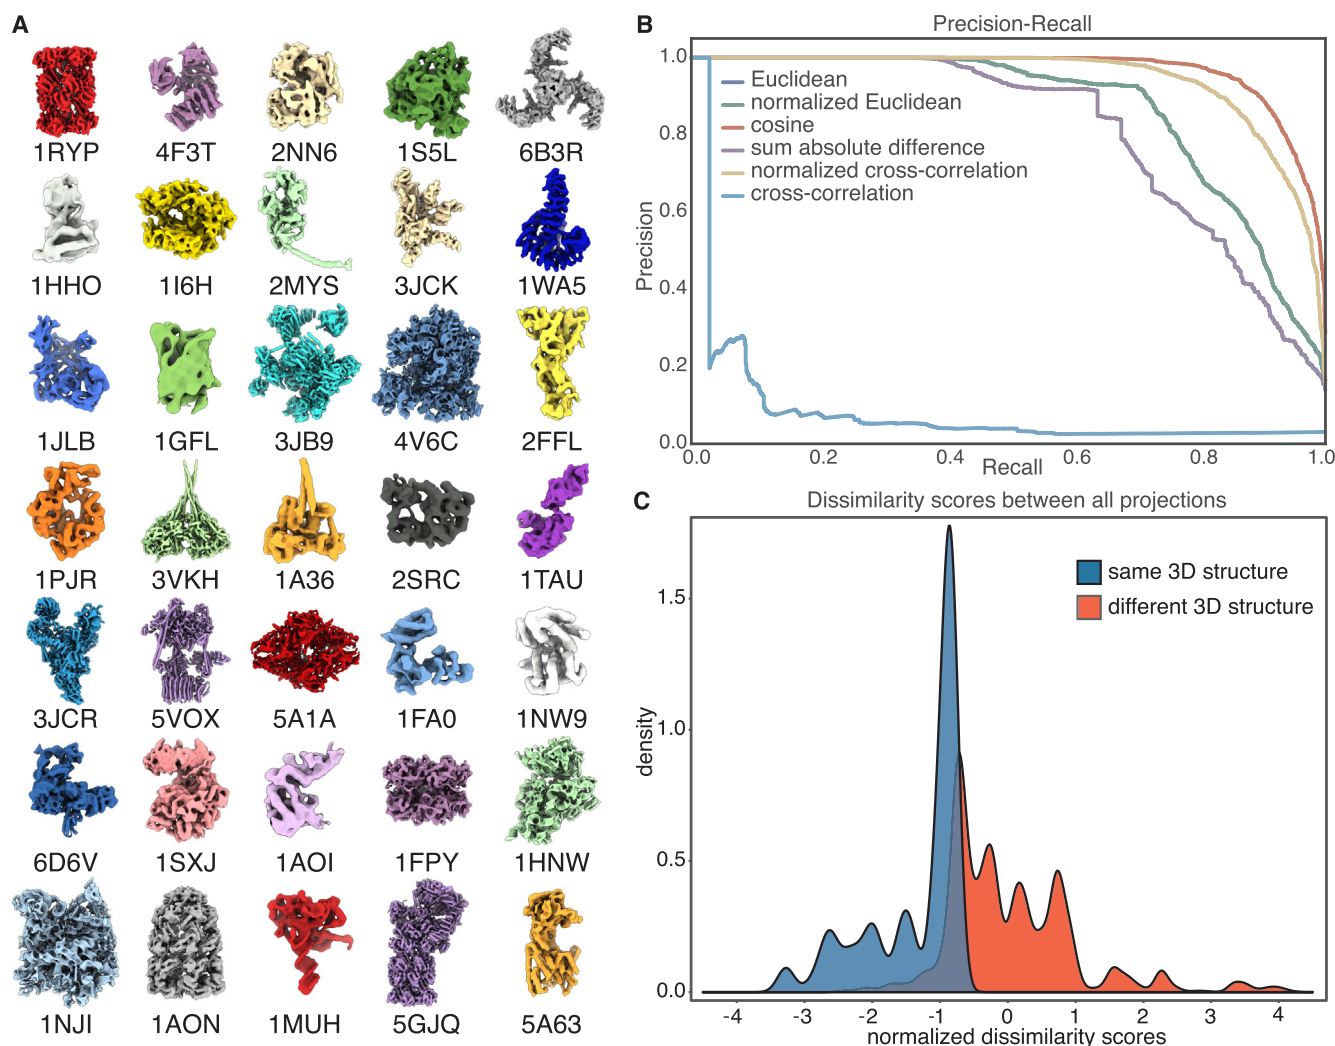 A
1RYP 4F3T 2NN6 1S5L 6B3R
1HHO 1I6H 2MYS 3JCK 1WA5
1JLB 1GFL 3JB9 4V6C 2FFL
1PJR 3VKH 1A36 2SRC 1TAU
3JCR 5VOX 5A1A 1FA0 1NW9
6D6V 1SXJ 1AOI 1FPY 1HNW
1NJI 1AON 1MUH 5GJQ 5A63
B
Precision-Recall
Precision
1.0
0.8
0.6
0.4
0.2
0.0
Euclidean
normalized Euclidean
cosine
sum absolute difference
normalized cross-correlation
cross-correlation
0.0 0.2 0.4 0.6 0.8 1.0
Recall
C
Dissimilarity scores between all projections
density
1.5
1.0
0.5
0.0
same 3D structure
different 3D structure
-4 -3 -2 -1 0 1 2 3 4
normalized dissimilarity scores